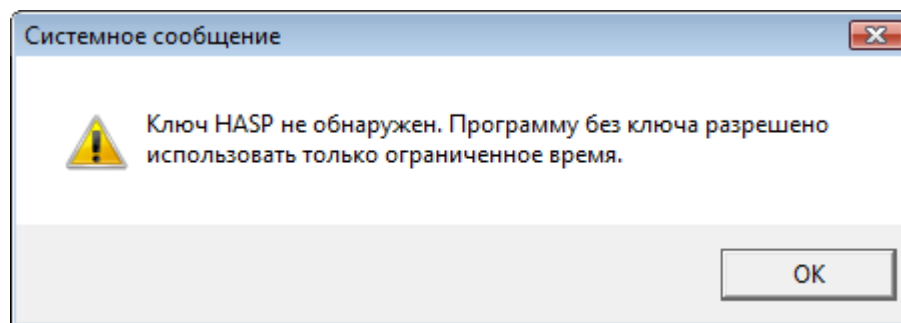 Системное сообщение
Ключ HASP не обнаружен. Программу без ключа разрешено
использовать только ограниченное время.
OK